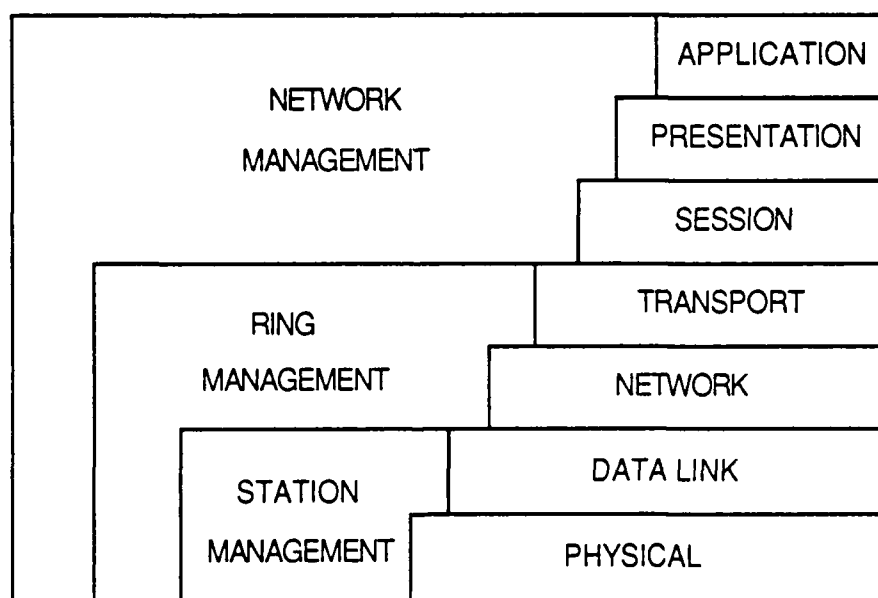 APPLICATION
NETWORK
MANAGEMENT
PRESENTATION
SESSION
RING
MANAGEMENT
TRANSPORT
NETWORK
STATION
MANAGEMENT
DATA LINK
PHYSICAL